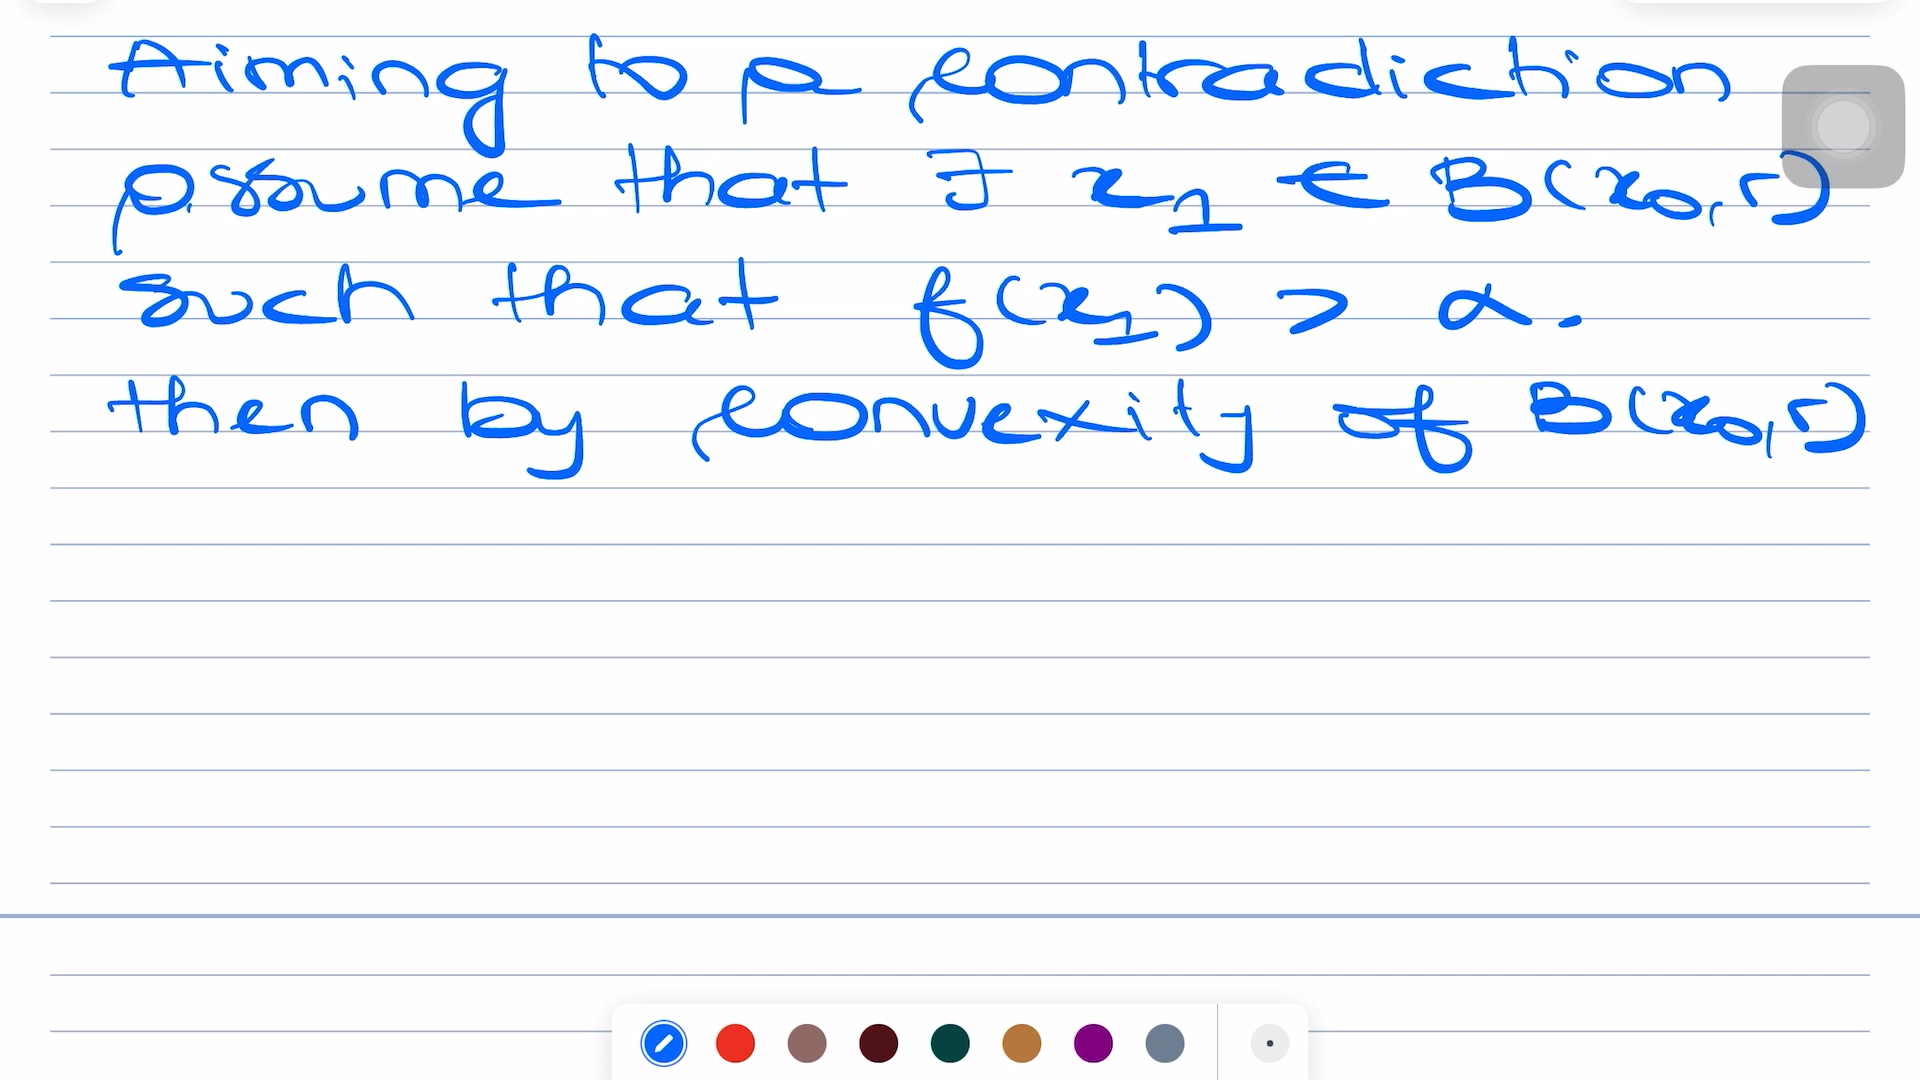 Aiming to a contradiction
assume that ∃ x₁ ∈ B(x₀, r)
such that f(x₁) > α.
then by convexity of B(x₀, r)